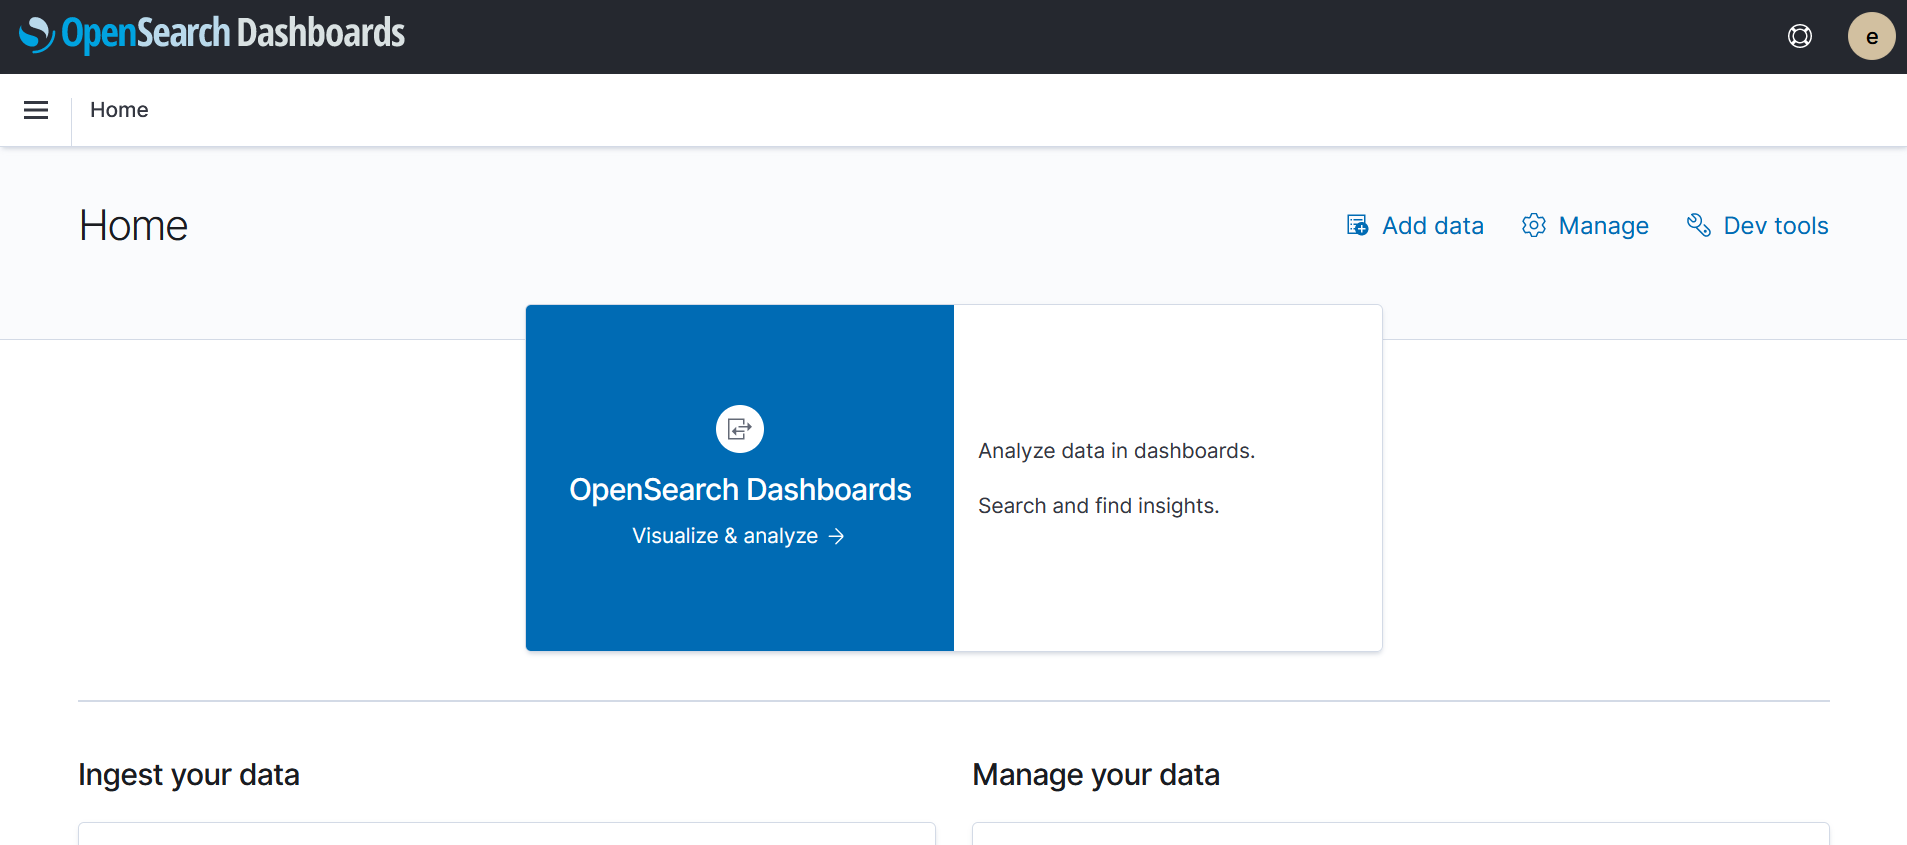 OpenSearch Dashboards
e
Home
Home
Add data
Manage
Dev tools
OpenSearch Dashboards
Visualize & analyze →
Analyze data in dashboards.
Search and find insights.
Ingest your data
Manage your data